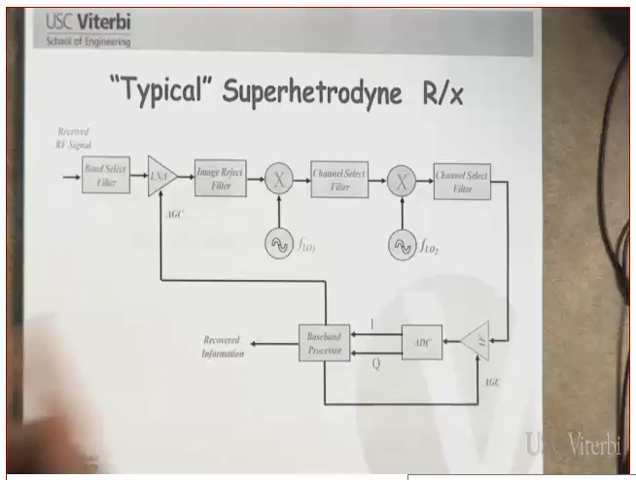 USC Viterbi
School of Engineering
"Typical" Superhetrodyne R/x
Received
RF Signal
Band Select
Filter
LNA
Image Reject
Filter
X
Channel Select
Filter
X
Channel Select
Filter
AGC
fLO1
fLO2
Recovered
Information
Baseband
Processor
I
Q
ADC
AGC
USC Viterbi